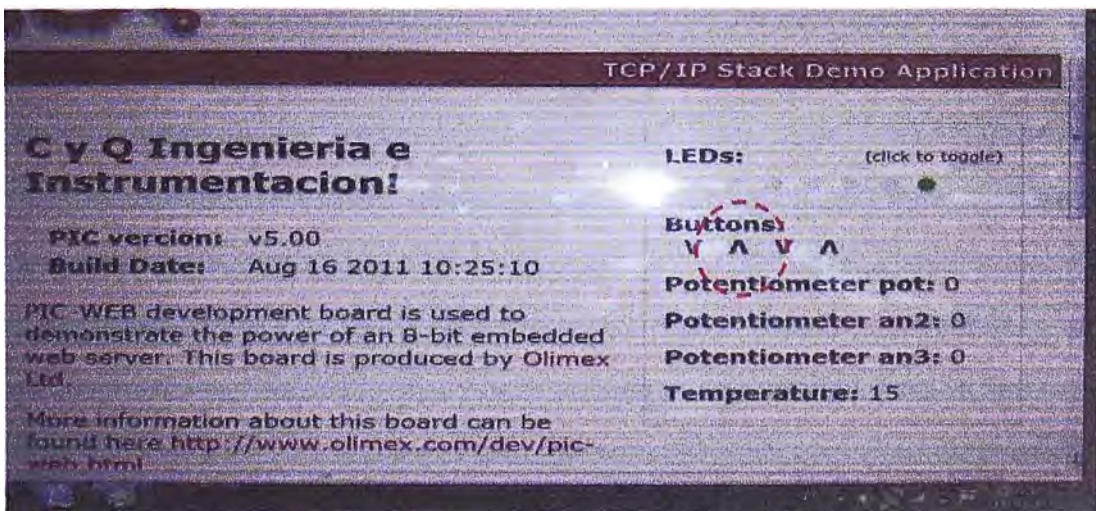 TCP/IP Stack Demo Application
C y Q Ingenieria e
Instrumentacion!
PIC vercion: v5.00
Build Date: Aug 16 2011 10:25:10
PIC-WEB development board is used to
demonstrate the power of an 8-bit embedded
web server. This board is produced by Olimex
Ltd.
More information about this board can be
found here http://www.olimex.com/dev/pic-
web.html
LEDs: (click to toggle)
Buttons:
V Λ V Λ
Potentiometer pot: 0
Potentiometer an2: 0
Potentiometer an3: 0
Temperature: 15